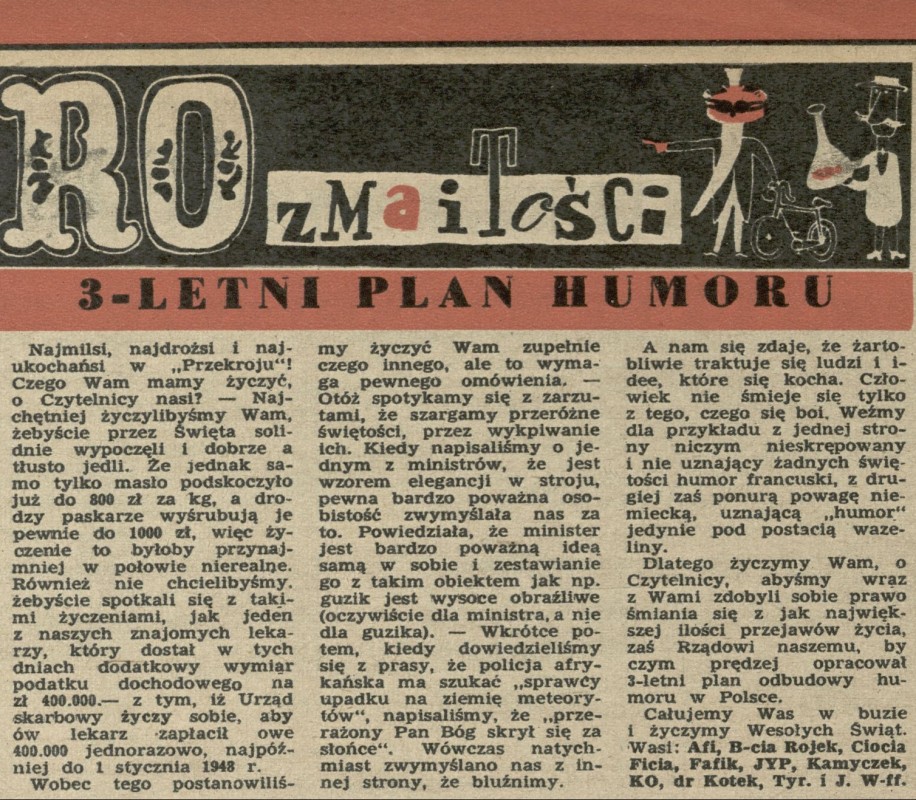 ROzMaiTości
3-LETNI PLAN HUMORU
Najmilsi, najdrożsi i naj-
ukochańsi w „Przekroju"!
Czego Wam mamy życzyć,
o Czytelnicy nasi? — Naj-
chętniej życzylibyśmy Wam,
żebyście przez Święta soli-
dnie wypoczęli i dobrze a
tłusto jedli. Że jednak sa-
mo tylko masło podskoczyło
już do 800 zł za kg, a dro-
dzy paskarze wyśrubują je
pewnie do 1000 zł, więc ży-
czenie to byłoby przynaj-
mniej w połowie nierealne.
Również nie chcielibyśmy.
żebyście spotkali się z taki-
mi życzeniami, jak jeden
z naszych znajomych leka-
rzy, który dostał w tych
dniach dodatkowy wymiar
podatku dochodowego na
zł 400.000.— z tym, iż Urząd
skarbowy życzy sobie, aby
ów lekarz zapłacił owe
400.000 jednorazowo, najpóź-
niej do 1 stycznia 1948 r.
Wobec tego postanowiliś-
my życzyć Wam zupełnie
czego innego, ale to wyma-
ga pewnego omówienia. —
Otóż spotykamy się z zarzu-
tami, że szargamy przeróżne
świętości, przez wykpiwanie
ich. Kiedy napisaliśmy o je-
dnym z ministrów, że jest
wzorem elegancji w stroju,
pewna bardzo poważna oso-
bistość zwymyślała nas za
to. Powiedziała, że minister
jest bardzo poważną ideą
samą w sobie i zestawianie
go z takim obiektem jak np.
guzik jest wysoce obraźliwe
(oczywiście dla ministra, a nie
dla guzika). — Wkrótce po-
tem, kiedy dowiedzieliśmy
się z prasy, że policja afry-
kańska ma szukać „sprawcy
upadku na ziemię meteory-
tów", napisaliśmy, że „prze-
rażony Pan Bóg skrył się za
słońce". Wówczas natych-
miast zwymyślano nas z in-
nej strony, że bluźnimy.
A nam się zdaje, że żarto-
bliwie traktuje się ludzi i i-
dee, które się kocha. Czło-
wiek nie śmieje się tylko
z tego, czego się boi. Weźmy
dla przykładu z jednej stro-
ny niczym nieskrępowany
i nie uznający żadnych świę-
tości humor francuski, z dru-
giej zaś ponurą powagę nie-
miecką, uznającą „humor"
jedynie pod postacią waze-
liny.
Dlatego życzymy Wam, o
Czytelnicy, abyśmy wraz
z Wami zdobyli sobie prawo
śmiania się z jak najwięk-
szej ilości przejawów życia,
zaś Rządowi naszemu, by
czym prędzej opracował
3-letni plan odbudowy hu-
moru w Polsce.
Całujemy Was w buzie
i życzymy Wesołych Świąt.
Wasi: Afi, B-cia Rojek, Ciocia
Ficia, Fafik, JYP, Kamyczek,
KO, dr Kotek, Tyr. i J. W-ff.